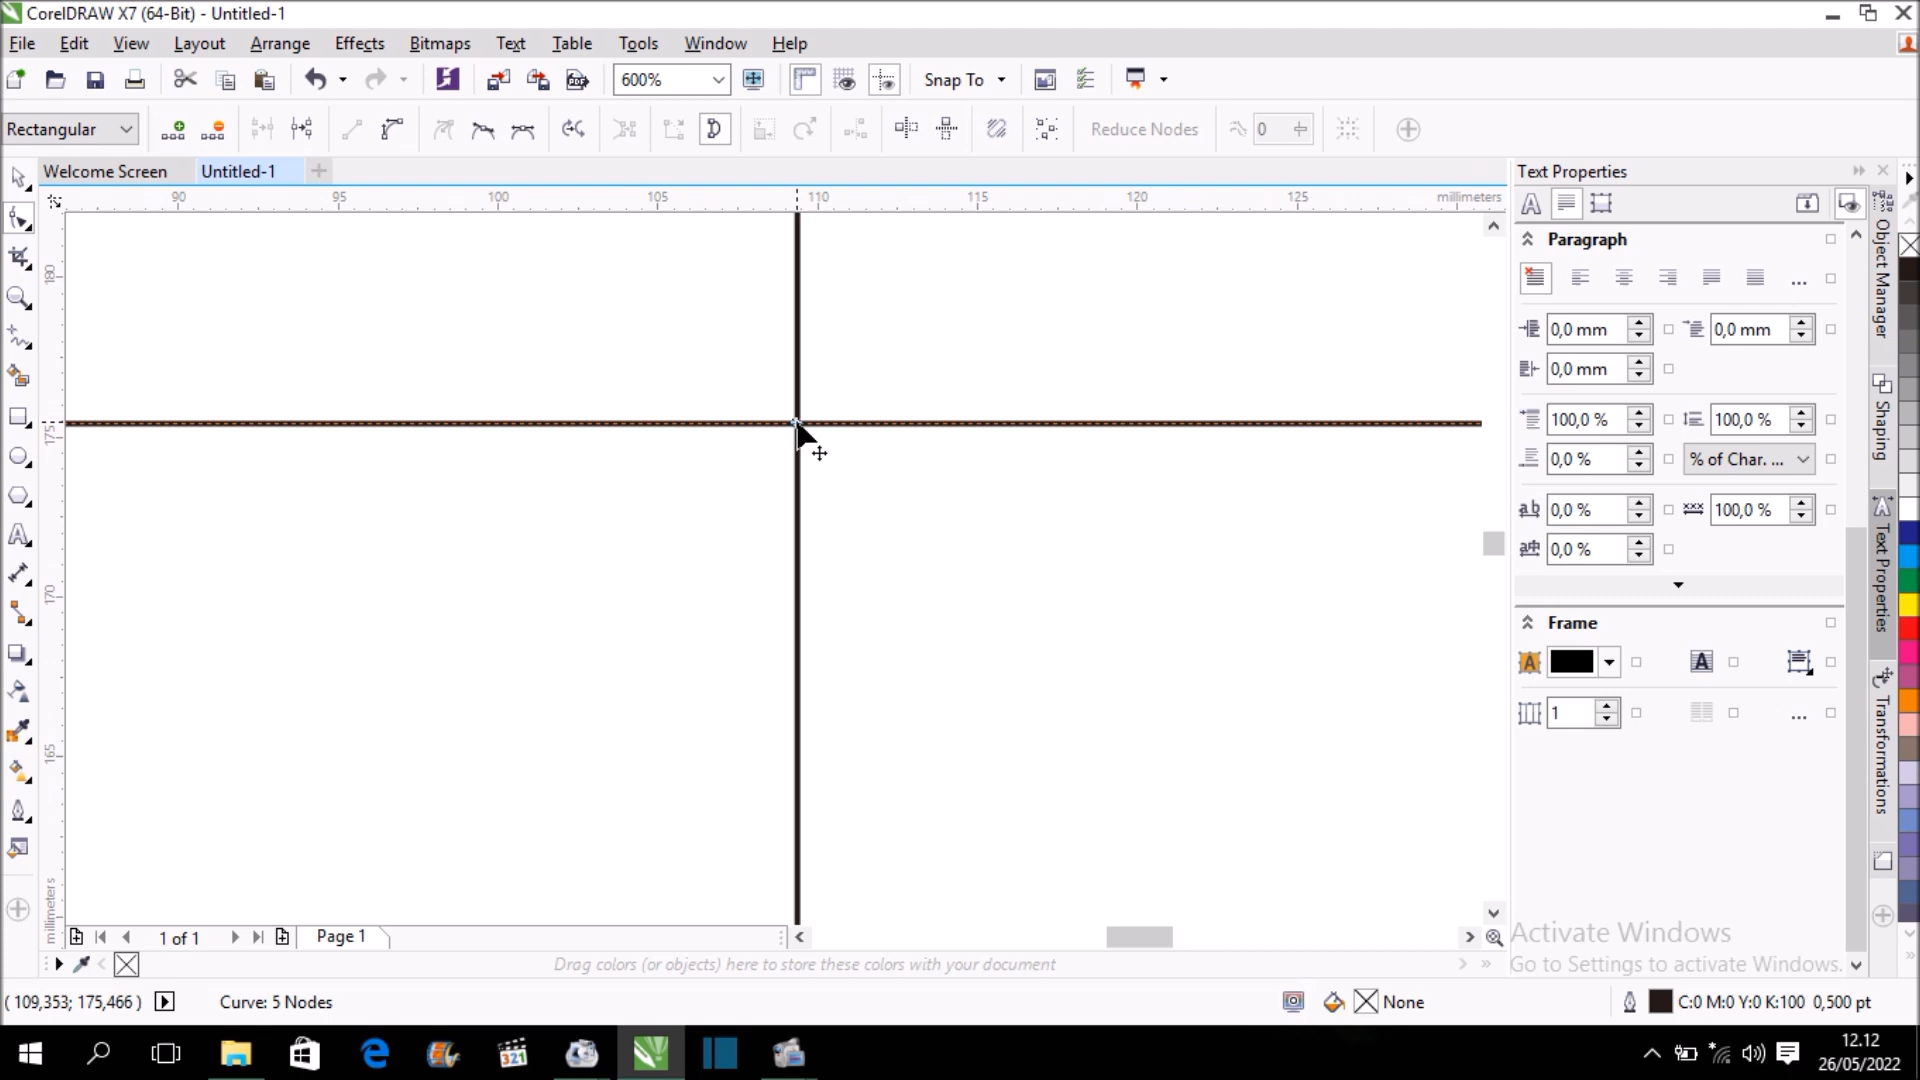 CorelDRAW X7 (64-Bit) - Untitled-1
File Edit View Layout Arrange Effects Bitmaps Text Table Tools Window Help
600% Snap To
Rectangular Reduce Nodes 0
Welcome Screen Untitled-1
Text Properties
90 95 100 105 110 115 120 125 millimeters
180
175
170
165
millimeters
Paragraph
0,0 mm 0,0 mm
0,0 mm
100,0 % 100,0 %
0,0 % % of Char. ...
0,0 % 100,0 %
0,0 %
Frame
1
Object Manager
Shaping
Text Properties
Transformations
1 of 1 Page 1
Activate Windows
Go to Settings to activate Windows.
Drag colors (or objects) here to store these colors with your document
( 109,353; 175,466 ) Curve: 5 Nodes None C:0 M:0 Y:0 K:100 0,500 pt
321
12.12
26/05/2022